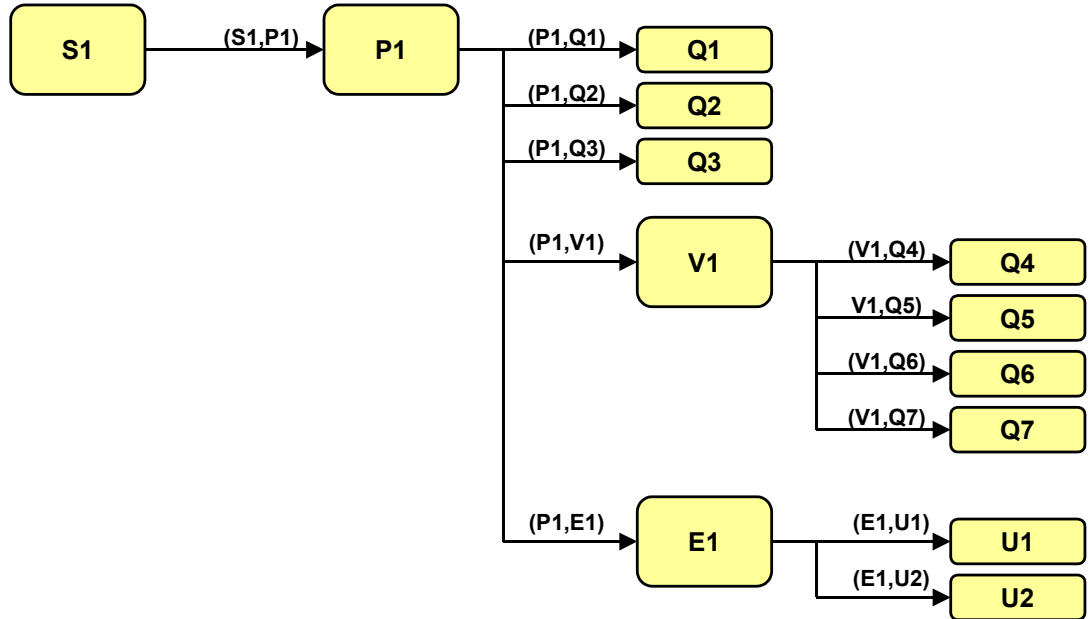 S1
(S1,P1)
P1
(P1,Q1)
Q1
(P1,Q2)
Q2
(P1,Q3)
Q3
(P1,V1)
V1
(V1,Q4)
Q4
V1,Q5)
Q5
(V1,Q6)
Q6
(V1,Q7)
Q7
(P1,E1)
E1
(E1,U1)
U1
(E1,U2)
U2